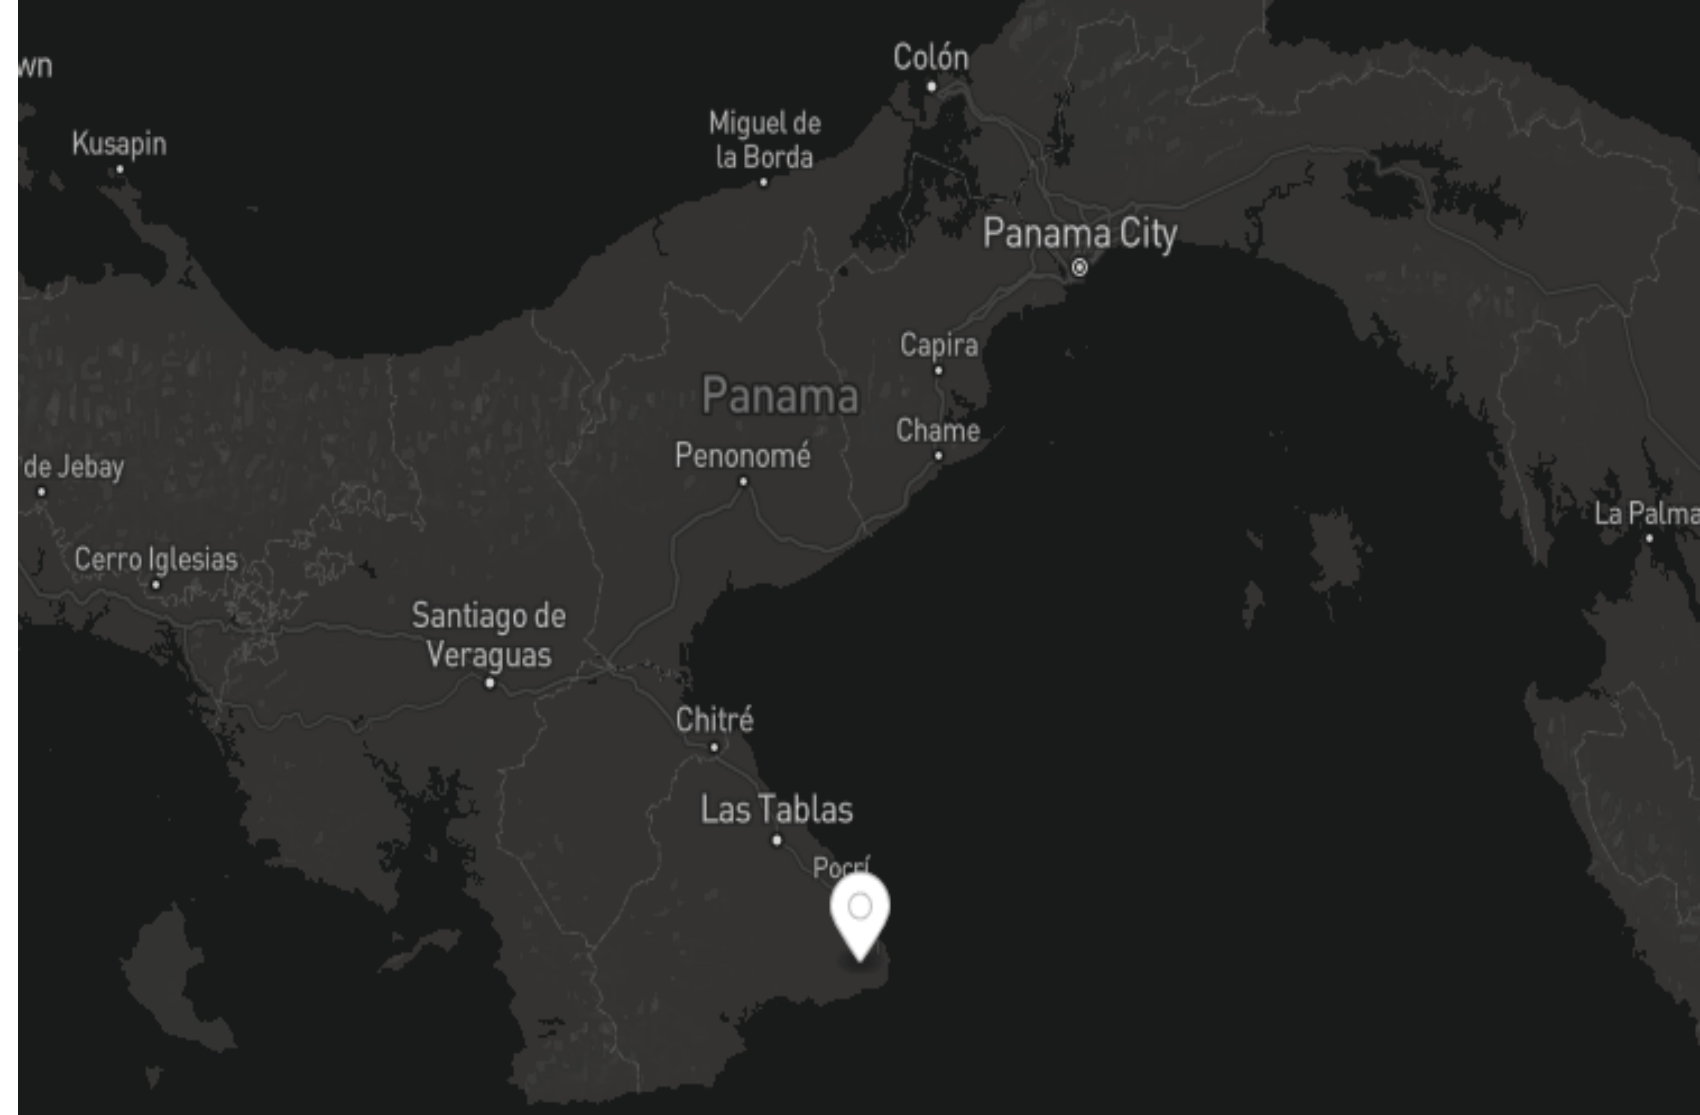 Colón
wn
Miguel de
la Borda
Kusapin
Panama City
Capira
Panama
Chame
Penonomé
de Jebay
La Palma
Cerro Iglesias
Santiago de
Veraguas
Chitré
Las Tablas
Pocrí